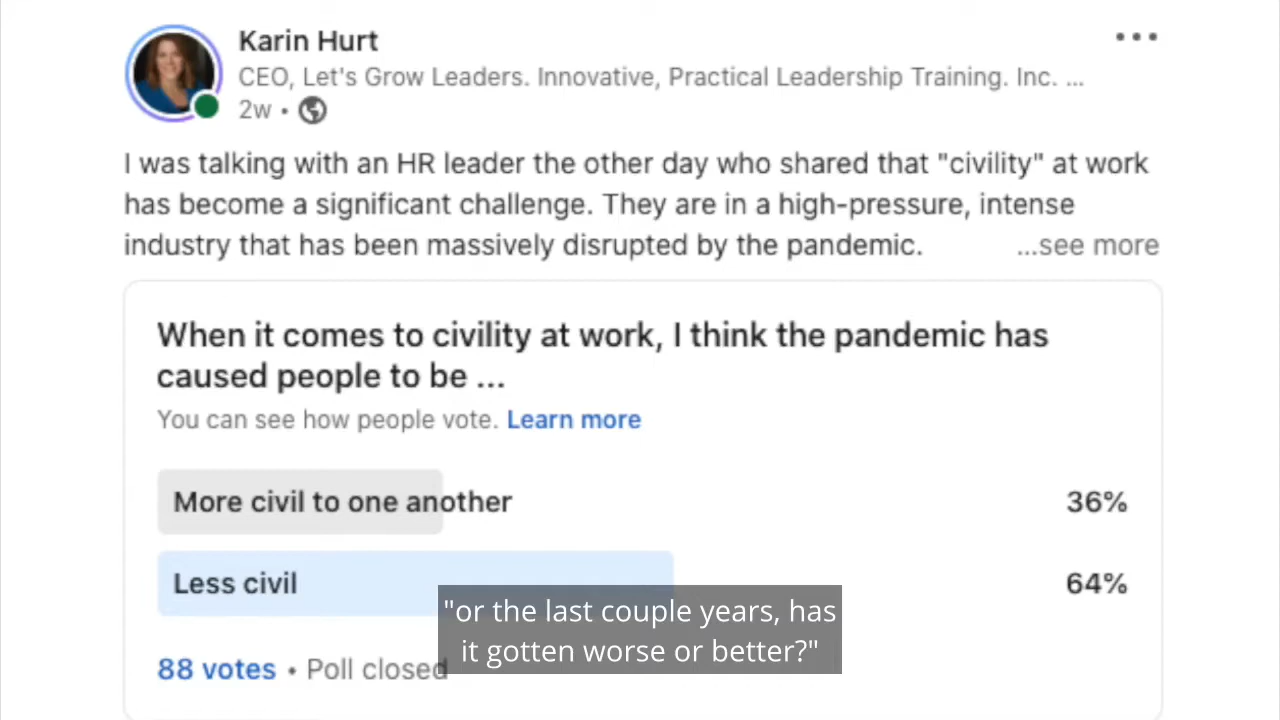 Karin Hurt
CEO, Let's Grow Leaders. Innovative, Practical Leadership Training. Inc. ...
2w •
I was talking with an HR leader the other day who shared that "civility" at work
has become a significant challenge. They are in a high-pressure, intense
industry that has been massively disrupted by the pandemic. ...see more
When it comes to civility at work, I think the pandemic has
caused people to be ...
You can see how people vote. Learn more
More civil to one another 36%
Less civil 64%
"or the last couple years, has
it gotten worse or better?"
88 votes • Poll closed